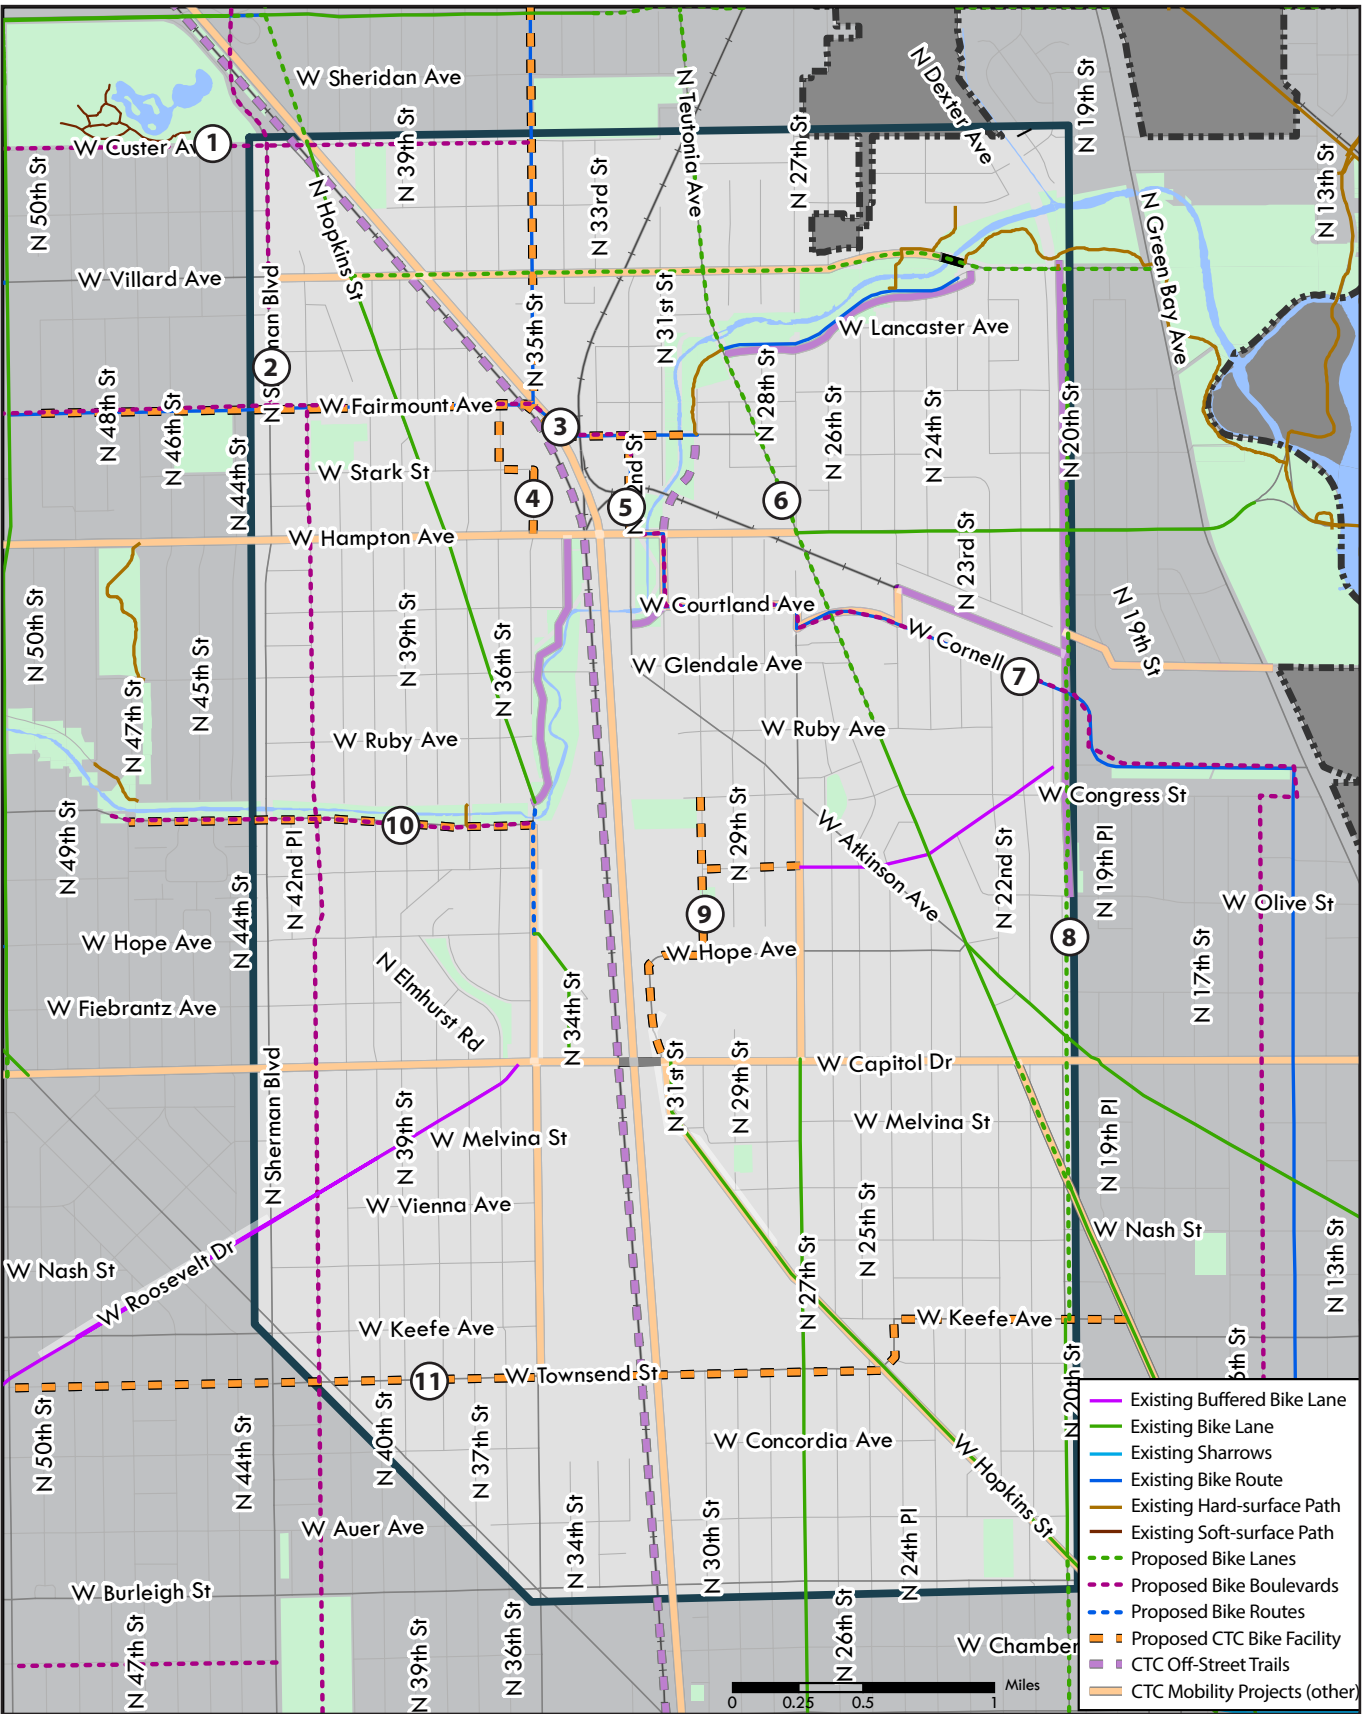 W Sheridan Ave
N Teutonia Ave
N Dexter Ave
N 19th St
W Custer Av
1
N 39th St
N 27th St
N 50th St
N 33rd St
N 13th St
N Hopkins St
N Green Bay Ave
W Villard Ave
N 35th St
N 31st St
W Lancaster Ave
2
N 48th St
N 46th St
N 28th St
N 26th St
N 24th St
N 20th St
W Fairmount Ave
3
N 44th St
W Stark St
4
5
6
W Hampton Ave
N 23rd St
N 50th St
N 39th St
W Courtland Ave
N 19th St
N 45th St
N 36th St
W Glendale Ave
W Cornell
7
N 47th St
W Ruby Ave
W Ruby Ave
W Congress St
10
N 49th St
N 42nd Pl
N 29th St
W Atkinson Ave
N 22nd St
N 19th Pl
N 44th St
W Hope Ave
9
W Hope Ave
8
W Olive St
N 17th St
N Elmhurst Rd
W Fiebrantz Ave
N 34th St
W Capitol Dr
N Sherman Blvd
N 39th St
N 31st St
N 29th St
W Melvina St
W Melvina St
N 19th Pl
W Vienna Ave
N 25th St
W Nash St
W Nash St
W Roosevelt Dr
N 27th St
N 13th St
W Keefe Ave
W Keefe Ave
11
W Townsend St
N 20th St
6th St
N 50th St
N 44th St
N 40th St
N 37th St
W Concordia Ave
W Hopkins St
W Auer Ave
N 34th St
N 30th St
N 24th Pl
W Burleigh St
N 47th St
N 39th St
N 36th St
N 26th St
W Chamber
Existing Buffered Bike Lane
Existing Bike Lane
Existing Sharrows
Existing Bike Route
Existing Hard-surface Path
Existing Soft-surface Path
Proposed Bike Lanes
Proposed Bike Boulevards
Proposed Bike Routes
Proposed CTC Bike Facility
CTC Off-Street Trails
CTC Mobility Projects (other)
Miles
0 0.25 0.5 1